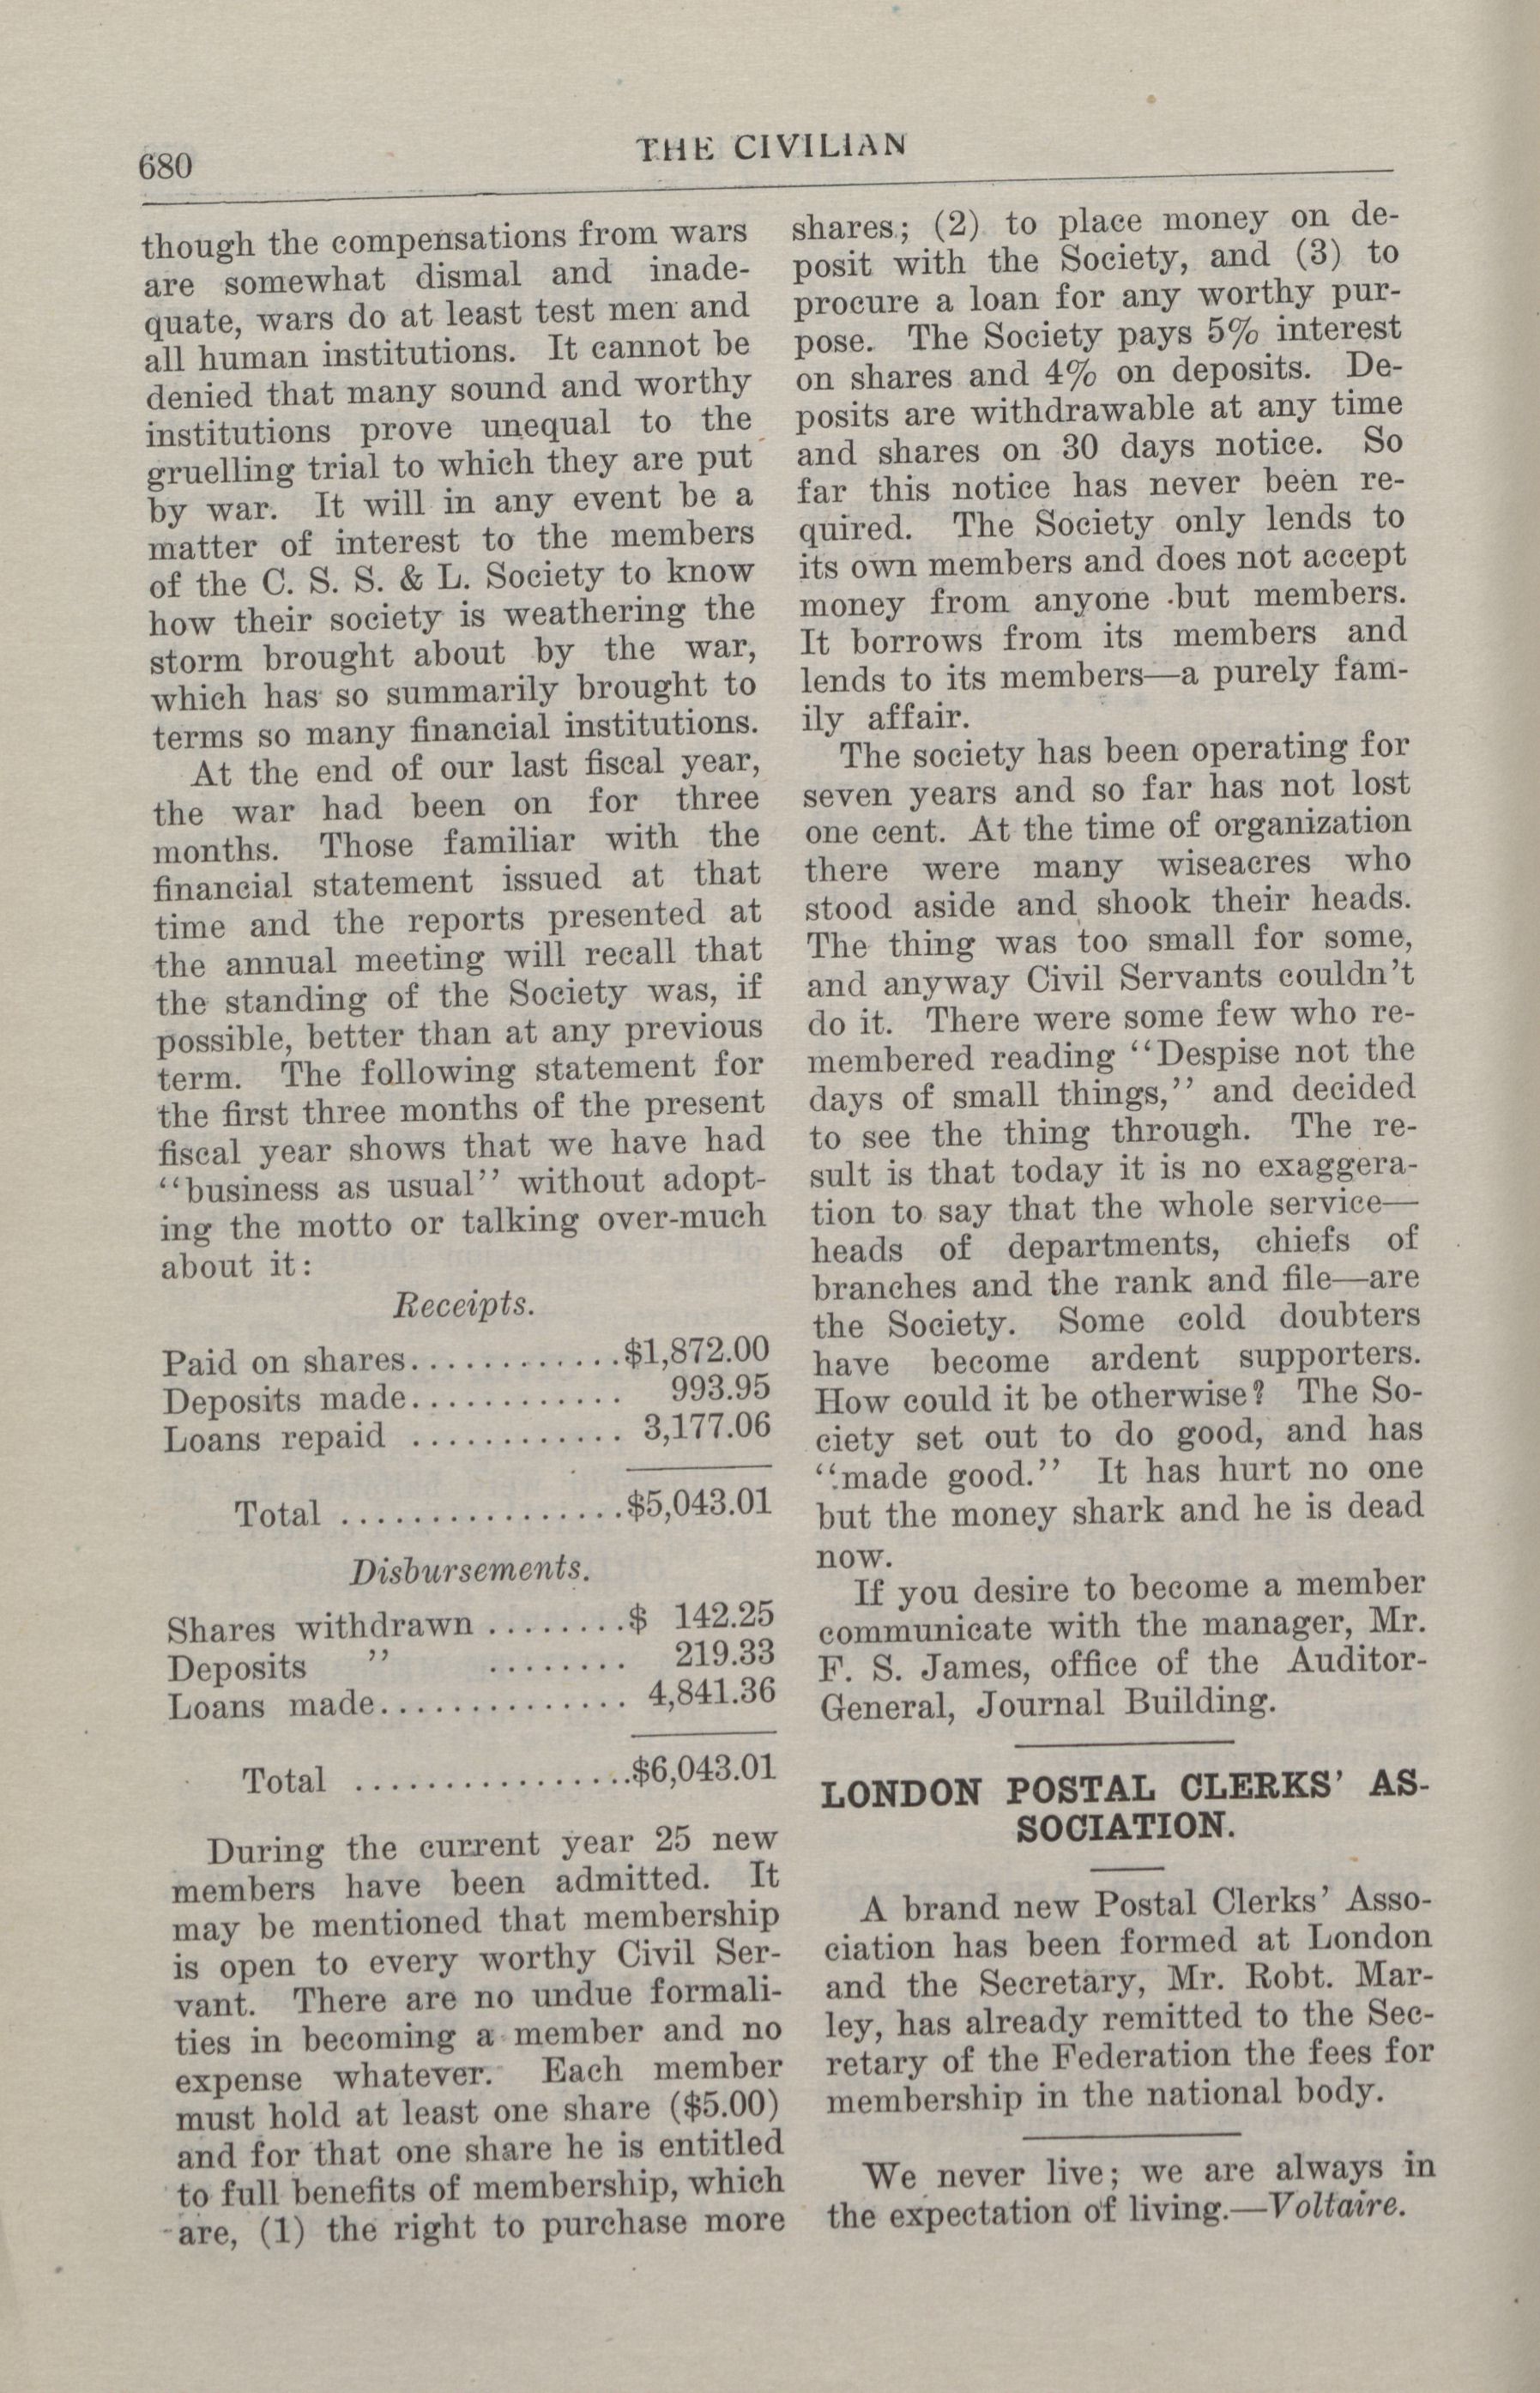 680
THE CIVILIAN
though the compensations from wars
are somewhat dismal and inade-
quate, wars do at least test men and
all human institutions. It cannot be
denied that many sound and worthy
institutions prove unequal to the
gruelling trial to which they are put
by war. It will in any event be a
matter of interest to the members
of the C. S. S. & L. Society to know
how their society is weathering the
storm brought about by the war,
which has so summarily brought to
terms so many financial institutions.
At the end of our last fiscal year,
the war had been on for three
months. Those familiar with the
financial statement issued at that
time and the reports presented at
the annual meeting will recall that
the standing of the Society was, if
possible, better than at any previous
term. The following statement for
the first three months of the present
fiscal year shows that we have had
"business as usual" without adopt-
ing the motto or talking over-much
about it:
Receipts.
Paid on shares............$1,872.00
Deposits made............ 993.95
Loans repaid ............ 3,177.06
Total ................$5,043.01
Disbursements.
Shares withdrawn ........$ 142.25
Deposits " ........ 219.33
Loans made.............. 4,841.36
Total ................$6,043.01
During the current year 25 new
members have been admitted. It
may be mentioned that membership
is open to every worthy Civil Ser-
vant. There are no undue formali-
ties in becoming a member and no
expense whatever. Each member
must hold at least one share ($5.00)
and for that one share he is entitled
to full benefits of membership, which
are, (1) the right to purchase more
shares; (2) to place money on de-
posit with the Society, and (3) to
procure a loan for any worthy pur-
pose. The Society pays 5% interest
on shares and 4% on deposits. De-
posits are withdrawable at any time
and shares on 30 days notice. So
far this notice has never been re-
quired. The Society only lends to
its own members and does not accept
money from anyone but members.
It borrows from its members and
lends to its members—a purely fam-
ily affair.
The society has been operating for
seven years and so far has not lost
one cent. At the time of organization
there were many wiseacres who
stood aside and shook their heads.
The thing was too small for some,
and anyway Civil Servants couldn't
do it. There were some few who re-
membered reading "Despise not the
days of small things," and decided
to see the thing through. The re-
sult is that today it is no exaggera-
tion to say that the whole service—
heads of departments, chiefs of
branches and the rank and file—are
the Society. Some cold doubters
have become ardent supporters.
How could it be otherwise? The So-
ciety set out to do good, and has
"made good." It has hurt no one
but the money shark and he is dead
now.
If you desire to become a member
communicate with the manager, Mr.
F. S. James, office of the Auditor-
General, Journal Building.
LONDON POSTAL CLERKS' AS-
SOCIATION.
A brand new Postal Clerks' Asso-
ciation has been formed at London
and the Secretary, Mr. Robt. Mar-
ley, has already remitted to the Sec-
retary of the Federation the fees for
membership in the national body.
We never live; we are always in
the expectation of living.—Voltaire.